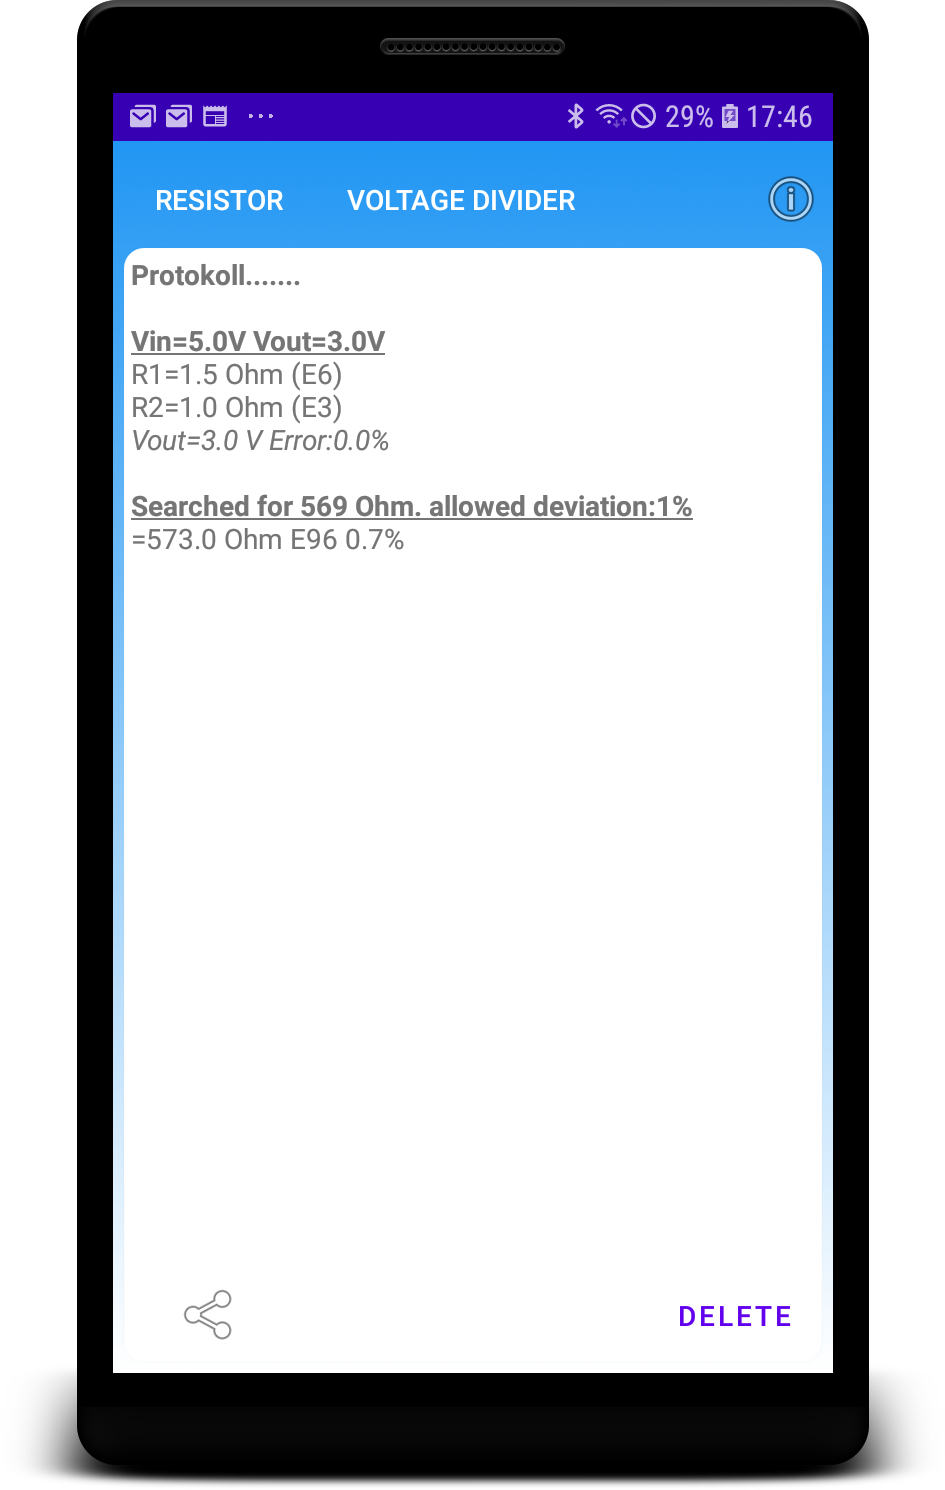 29% 17:46
RESISTOR VOLTAGE DIVIDER
Protokoll.......
Vin=5.0V Vout=3.0V
R1=1.5 Ohm (E6)
R2=1.0 Ohm (E3)
Vout=3.0 V Error:0.0%
Searched for 569 Ohm. allowed deviation:1%
=573.0 Ohm E96 0.7%
DELETE